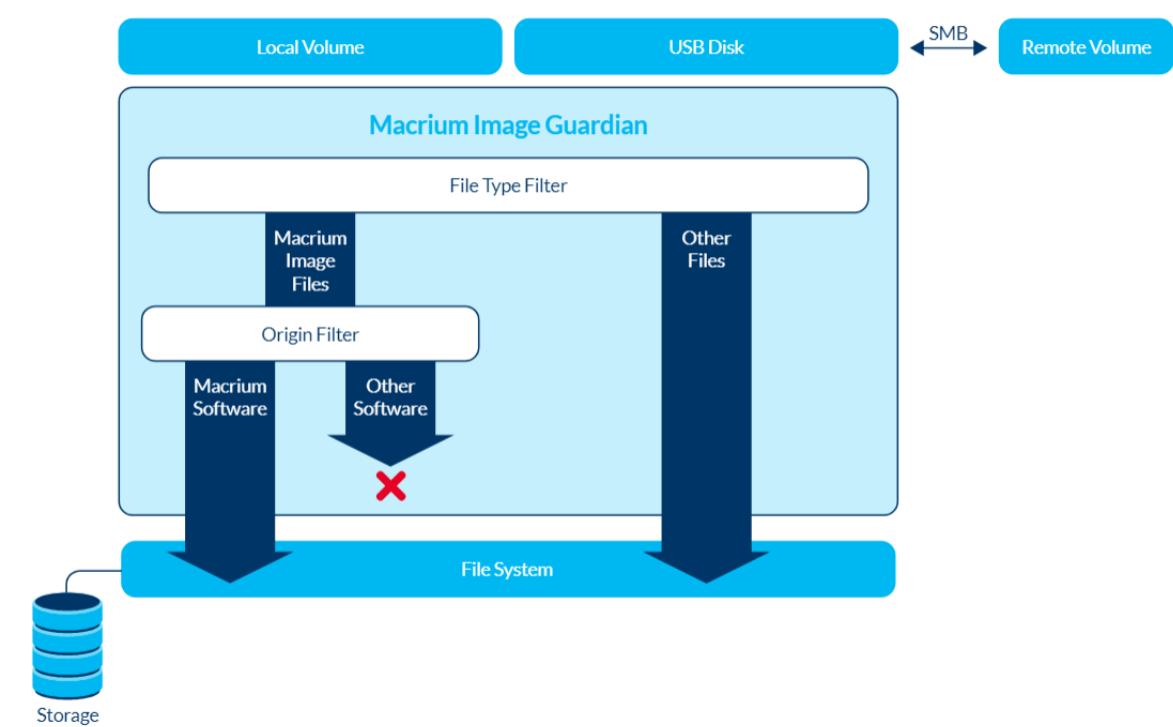 Local Volume
USB Disk
SMB
Remote Volume
Macrium Image Guardian
File Type Filter
Macrium
Image
Files
Other
Files
Origin Filter
Macrium
Software
Other
Software
File System
Storage